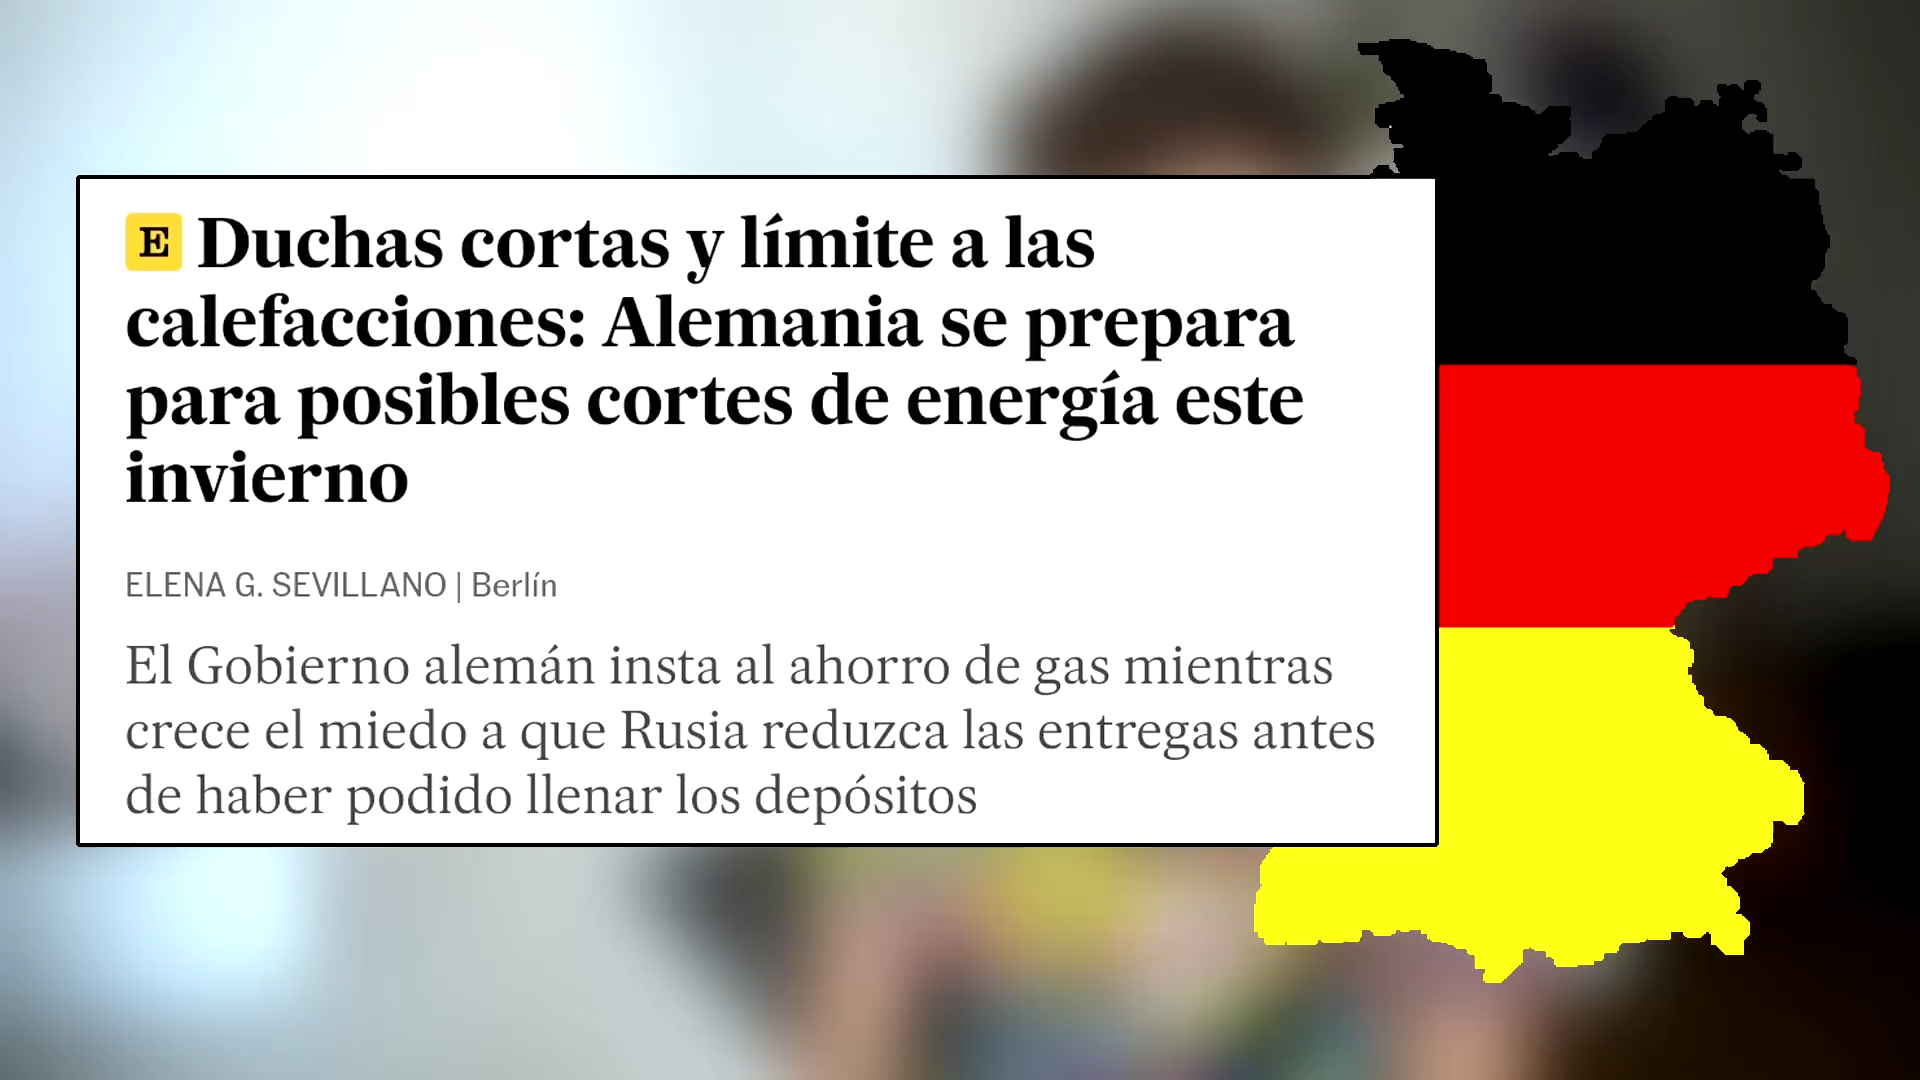 E Duchas cortas y límite a las
calefacciones: Alemania se prepara
para posibles cortes de energía este
invierno
ELENA G. SEVILLANO | Berlín
El Gobierno alemán insta al ahorro de gas mientras
crece el miedo a que Rusia reduzca las entregas antes
de haber podido llenar los depósitos